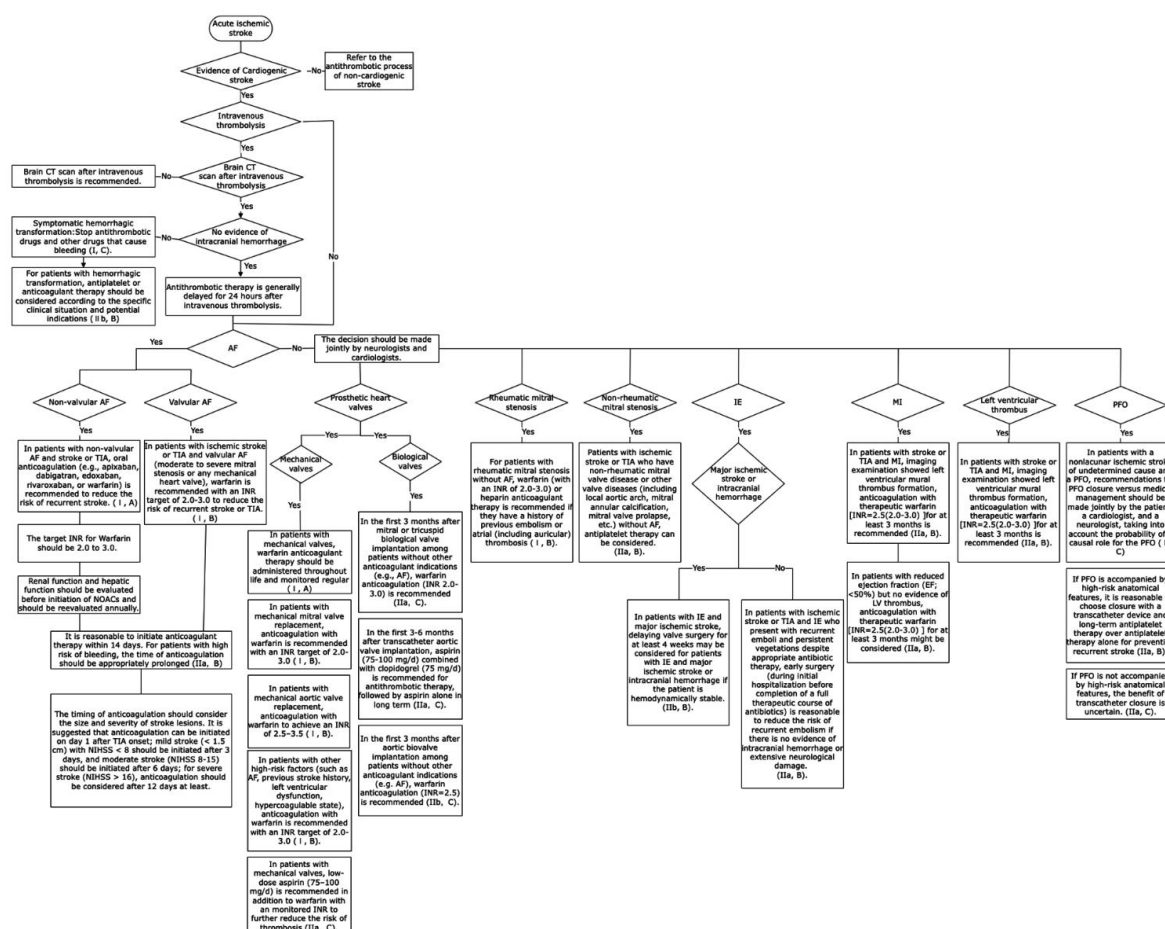 Acute ischemic
stroke
Evidence of Cardiogenic
stroke
No
Refer to the
antithrombotic process
of non-cardiogenic
stroke
Yes
Intravenous
thrombolysis
Yes
Brain CT
scan after intravenous
thrombolysis
No
Brain CT scan after intravenous
thrombolysis is recommended.
Yes
No evidence of
intracranial hemorrhage
No
Symptomatic hemorrhagic
transformation:Stop antithrombotic
drugs and other drugs that cause
bleeding (I, C).
Yes
For patients with hemorrhagic
transformation, antiplatelet or
anticoagulant therapy should be
considered according to the specific
clinical situation and potential
indications (Ⅱb, B)
Yes
Antithrombotic therapy is generally
delayed for 24 hours after
intravenous thrombolysis.
No
AF
Yes
No
The decision should be made
jointly by neurologists and
cardiologists.
Non-valvular AF
Yes
In patients with non-valvular
AF and stroke or TIA, oral
anticoagulation (e.g., apixaban,
dabigatran, edoxaban,
rivaroxaban, or warfarin) is
recommended to reduce the
risk of recurrent stroke. (Ⅰ, A)
The target INR for Warfarin
should be 2.0 to 3.0.
Renal function and hepatic
function should be evaluated
before initiation of NOACs and
should be reevaluated annually.
Valvular AF
Yes
In patients with ischemic stroke
or TIA and valvular AF
(moderate to severe mitral
stenosis or any mechanical
heart valve), warfarin is
recommended with an INR
target of 2.0-3.0 to reduce the
risk of recurrent stroke or TIA.
(Ⅰ, B)
It is reasonable to initiate anticoagulant
therapy within 14 days. For patients with high
risk of bleeding, the time of anticoagulation
should be appropriately prolonged (IIa, B)
The timing of anticoagulation should consider
the size and severity of stroke lesions. It is
suggested that anticoagulation can be initiated
on day 1 after TIA onset; mild stroke (< 1.5
cm) with NIHSS < 8 should be initiated after 3
days, and moderate stroke (NIHSS 8-15)
should be initiated after 6 days; for severe
stroke (NIHSS > 16), anticoagulation should
be considered after 12 days at least.
Prosthetic heart
valves
Yes
Yes
Mechanical
valves
Yes
In patients with
mechanical valves,
warfarin anticoagulant
therapy should be
administered throughout
life and monitored regular
(Ⅰ, A)
In patients with
mechanical mitral valve
replacement,
anticoagulation with
warfarin is recommended
with an INR target of 2.0-
3.0 (Ⅰ, B).
In patients with
mechanical aortic valve
replacement,
anticoagulation with
warfarin to achieve an INR
of 2.5–3.5 (Ⅰ, B).
In patients with other
high-risk factors (such as
AF, previous stroke history,
left ventricular
dysfunction,
hypercoagulable state),
anticoagulation with
warfarin is recommended
with an INR target of 2.0-
3.0 (Ⅰ, B).
In patients with
mechanical valves, low-
dose aspirin (75–100
mg/d) is recommended in
addition to warfarin with
an monitored INR to
further reduce the risk of
thrombosis (IIa, C).
Biological
valves
Yes
In the first 3 months after
mitral or tricuspid
biological valve
implantation among
patients without other
anticoagulant indications
(e.g., AF), warfarin
anticoagulation (INR 2.0-
3.0) is recommended
(IIa, C).
In the first 3-6 months
after transcatheter aortic
valve implantation, aspirin
(75-100 mg/d) combined
with clopidogrel (75 mg/d)
is recommended for
antithrombotic therapy,
followed by aspirin alone in
long term (IIa, C).
In the first 3 months after
aortic biovalve
implantation among
patients without other
anticoagulant indications
(e.g. AF), warfarin
anticoagulation (INR=2.5)
is recommended (IIb, C).
Rheumatic mitral
stenosis
Yes
For patients with
rheumatic mitral stenosis
without AF, warfarin (with
an INR of 2.0-3.0) or
heparin anticoagulant
therapy is recommended if
they have a history of
previous embolism or
atrial (including auricular)
thrombosis (Ⅰ, B).
Non-rheumatic
mitral stenosis
Yes
Patients with ischemic
stroke or TIA who have
non-rheumatic mitral
valve disease or other
valve diseases (including
local aortic arch, mitral
annular calcification,
mitral valve prolapse,
etc.) without AF,
antiplatelet therapy can
be considered.
(IIa, B).
IE
Yes
Major ischemic
stroke or
intracranial
hemorrhage
Yes
No
In patients with IE and
major ischemic stroke,
delaying valve surgery for
at least 4 weeks may be
considered for patients
with IE and major
ischemic stroke or
intracranial hemorrhage if
the patient is
hemodynamically stable.
(IIb, B).
In patients with ischemic
stroke or TIA and IE who
present with recurrent
emboli and persistent
vegetations despite
appropriate antibiotic
therapy, early surgery
(during initial
hospitalization before
completion of a full
therapeutic course of
antibiotics) is reasonable
to reduce the risk of
recurrent embolism if
there is no evidence of
intracranial hemorrhage or
extensive neurological
damage.
(IIa, B).
MI
Yes
In patients with stroke or
TIA and MI, imaging
examination showed left
ventricular mural
thrombus formation,
anticoagulation with
therapeutic warfarin
[INR=2.5(2.0-3.0) ]for at
least 3 months is
recommended (IIa, B).
In patients with reduced
ejection fraction (EF;
<50%) but no evidence of
LV thrombus,
anticoagulation with
therapeutic warfarin
[INR=2.5(2.0-3.0) ] for at
least 3 months might be
considered (IIa, B).
Left ventricular
thrombus
Yes
In patients with stroke or
TIA and MI, imaging
examination showed left
ventricular mural
thrombus formation,
anticoagulation with
therapeutic warfarin
[INR=2.5(2.0-3.0) ]for at
least 3 months is
recommended (IIa, B).
PFO
Yes
In patients with a
nonlacunar ischemic strok
of undetermined cause an
a PFO, recommendations f
PFO closure versus medic
management should be
made jointly by the patien
a cardiologist, and a
neurologist, taking into
account the probability of
causal role for the PFO (Ⅰ
C)
If PFO is accompanied by
high-risk anatomical
features, it is reasonable
choose closure with a
transcatheter device and
long-term antiplatelet
therapy over antiplatelet
therapy alone for preventi
recurrent stroke (IIa, B)
If PFO is not accompanie
by high-risk anatomical
features, the benefit of
transcatheter closure is
uncertain. (IIa, C)